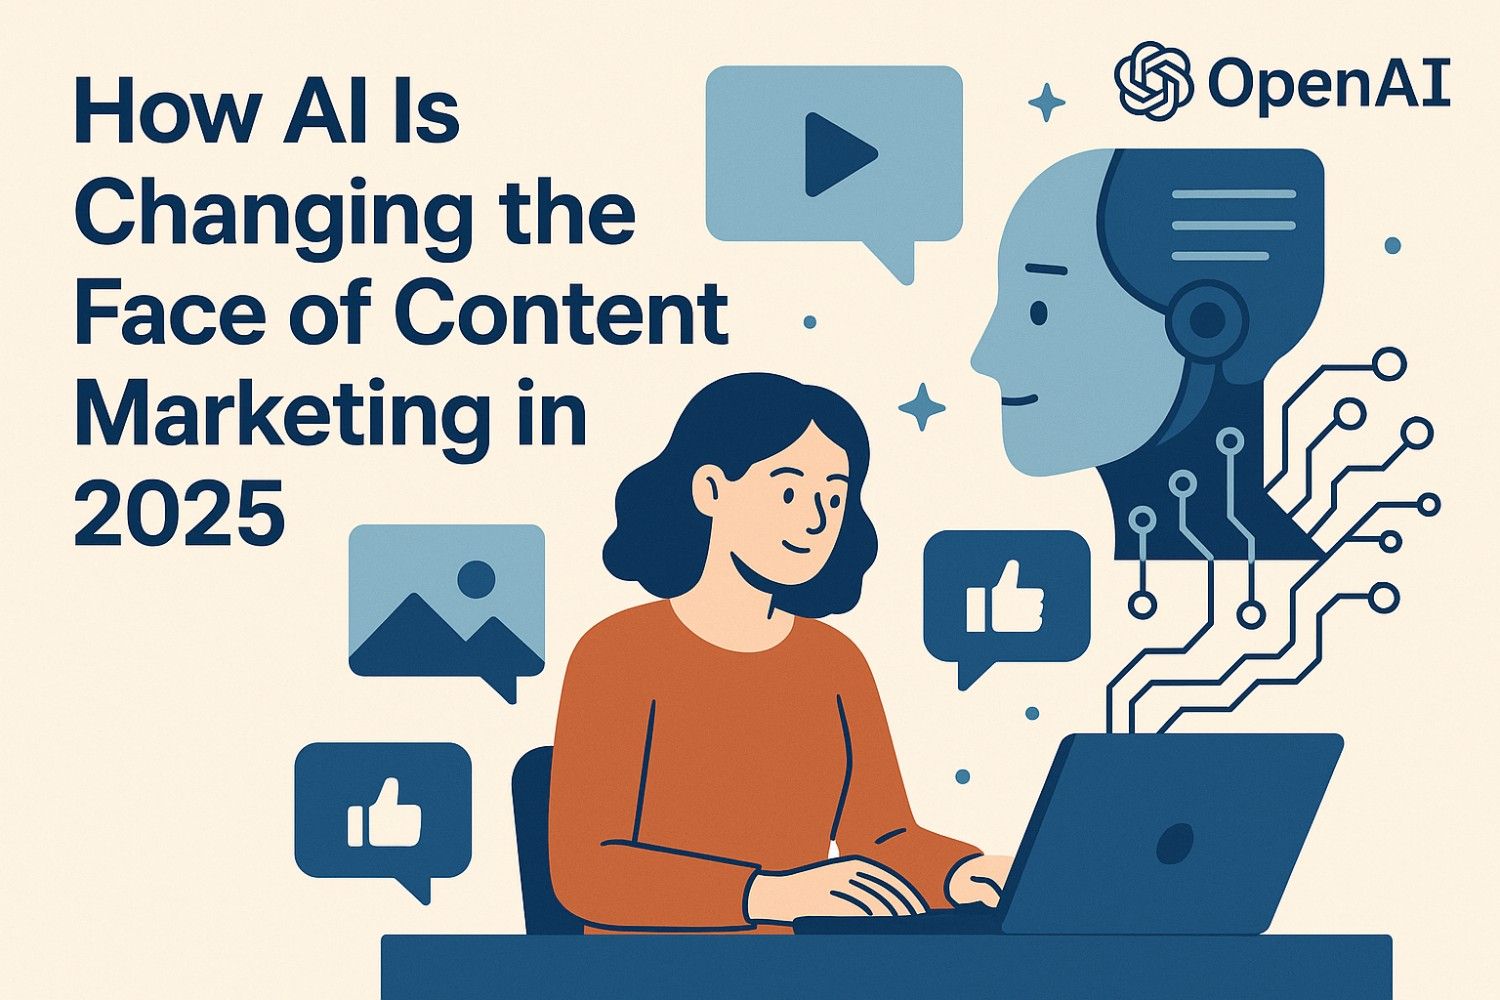 How AI Is
Changing the
Face of Content
Marketing in
2025
OpenAI